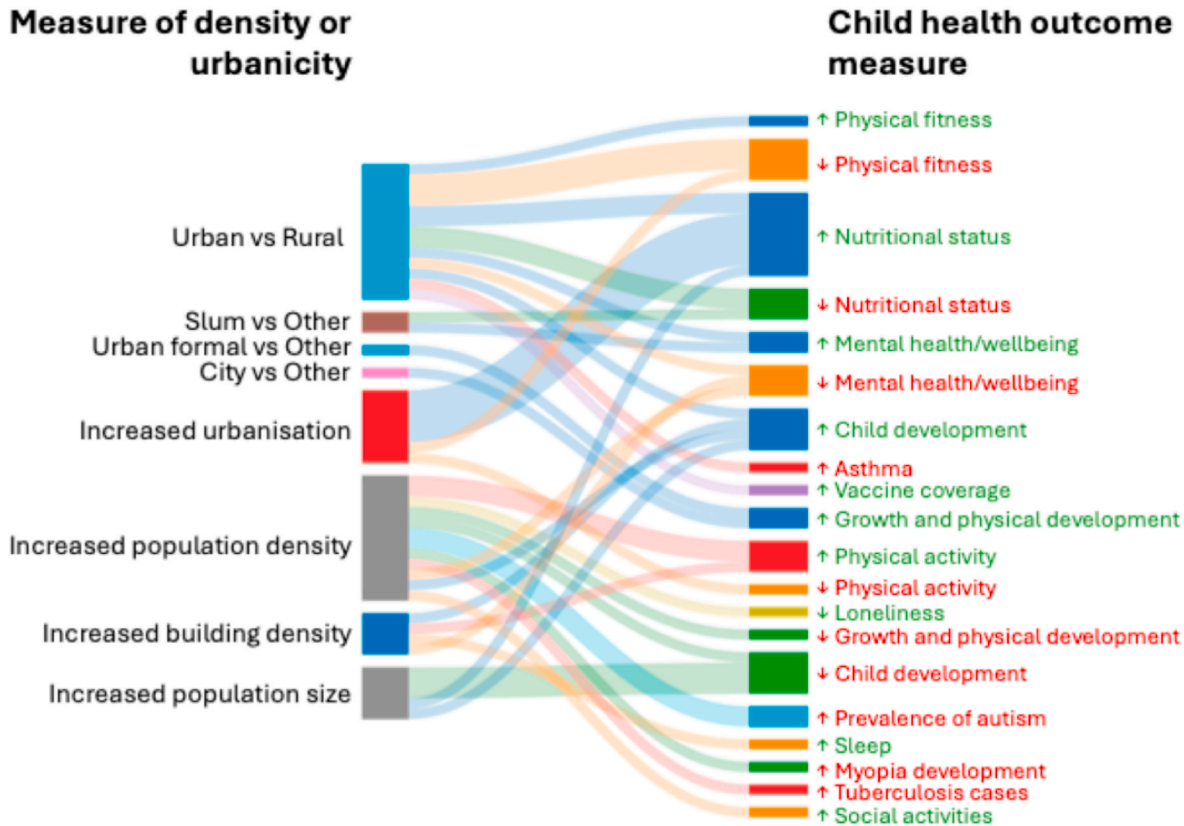 Measure of density or
urbanicity
Child health outcome
measure
Urban vs Rural
Slum vs Other
Urban formal vs Other
City vs Other
Increased urbanisation
Increased population density
Increased building density
Increased population size
↑ Physical fitness
↓ Physical fitness
↑ Nutritional status
↓ Nutritional status
↑ Mental health/wellbeing
↓ Mental health/wellbeing
↑ Child development
↑ Asthma
↑ Vaccine coverage
↑ Growth and physical development
↑ Physical activity
↓ Physical activity
↓ Loneliness
↓ Growth and physical development
↓ Child development
↑ Prevalence of autism
↑ Sleep
↑ Myopia development
↑ Tuberculosis cases
↑ Social activities